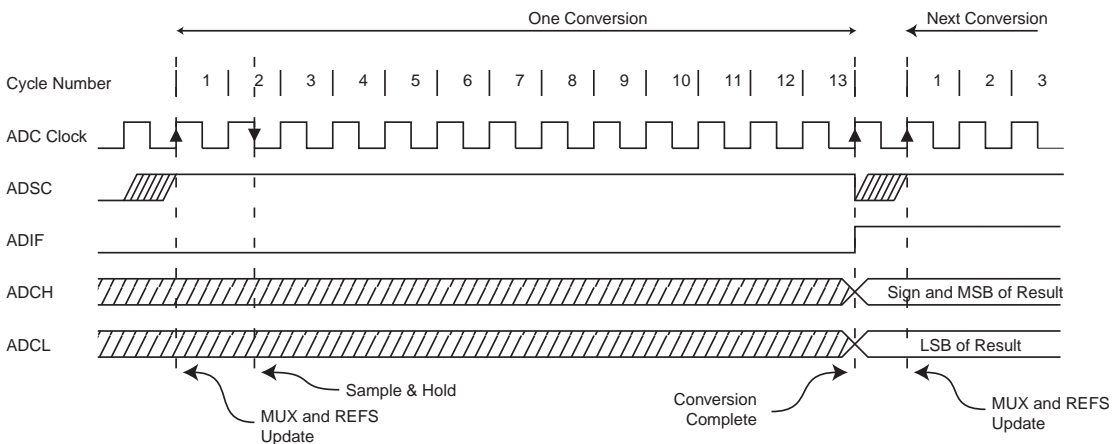 One Conversion
Next Conversion
Cycle Number
1 2 3 4 5 6 7 8 9 10 11 12 13 1 2 3
ADC Clock
ADSC
ADIF
ADCH
Sign and MSB of Result
ADCL
LSB of Result
Sample & Hold
MUX and REFS
Update
Conversion
Complete
MUX and REFS
Update